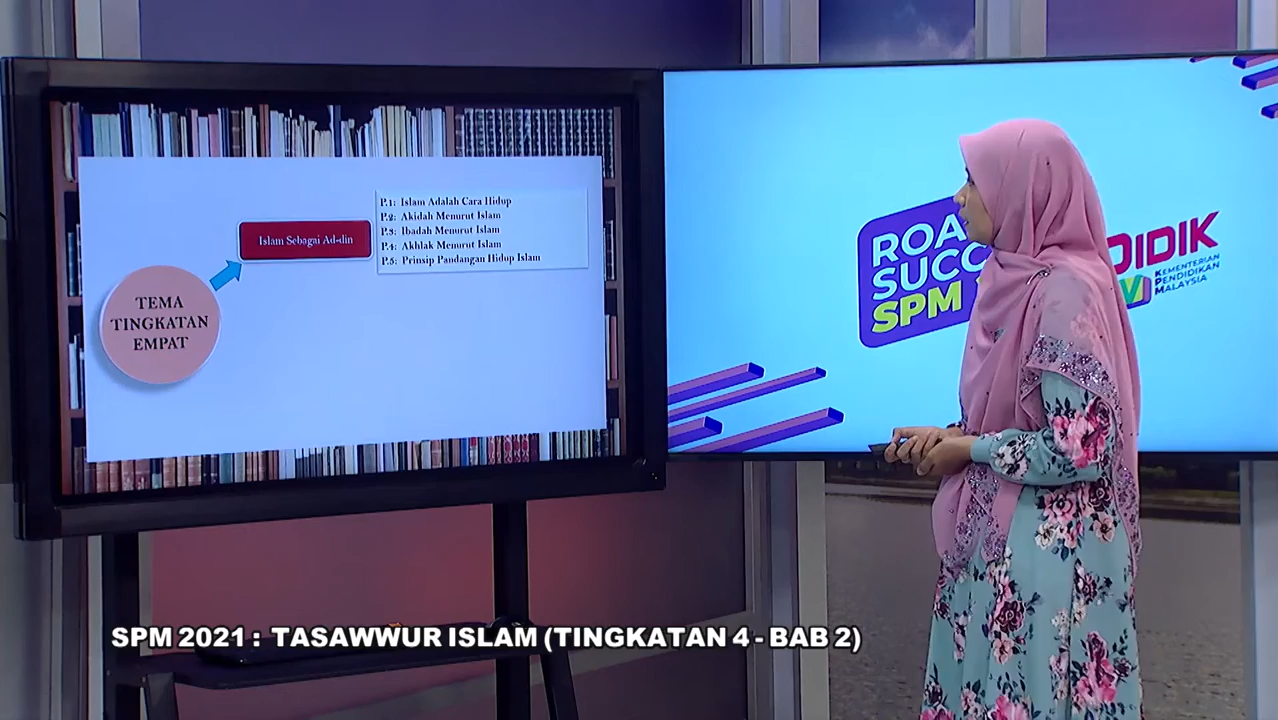 P.1: Islam Adalah Cara Hidup
P.2: Akidah Menurut Islam
P.3: Ibadah Menurut Islam
P.4: Akhlak Menurut Islam
P.5: Prinsip Pandangan Hidup Islam
Islam Sebagai Ad-din
TEMA
TINGKATAN
EMPAT
ROA
SUCC
SPM
DIDIK
KEMENTERIAN
PENDIDIKAN
MALAYSIA
SPM 2021 : TASAWWUR ISLAM (TINGKATAN 4 - BAB 2)